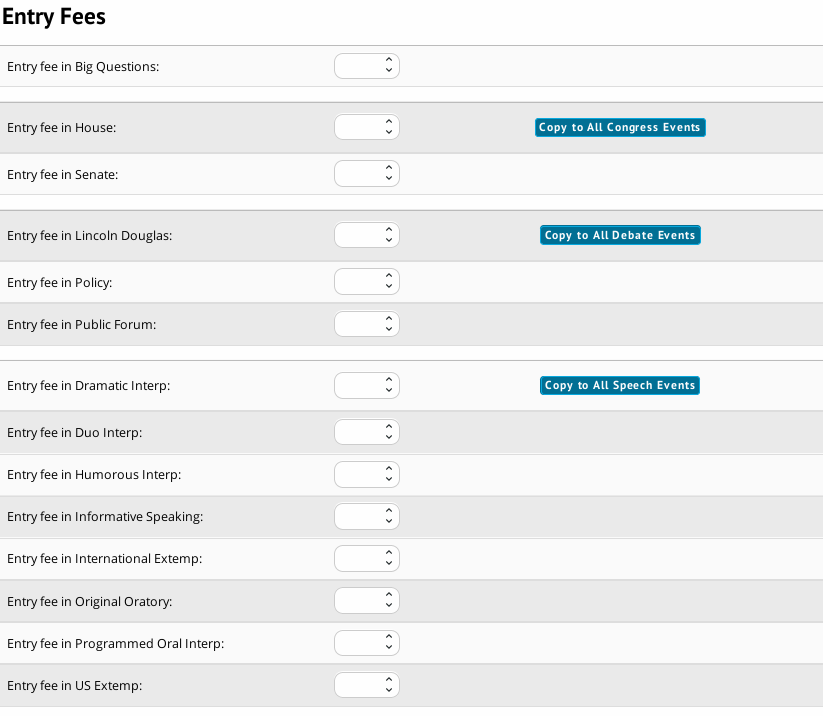 Entry Fees
Entry fee in Big Questions:
Entry fee in House:
Copy to All Congress Events
Entry fee in Senate:
Entry fee in Lincoln Douglas:
Copy to All Debate Events
Entry fee in Policy:
Entry fee in Public Forum:
Entry fee in Dramatic Interp:
Copy to All Speech Events
Entry fee in Duo Interp:
Entry fee in Humorous Interp:
Entry fee in Informative Speaking:
Entry fee in International Extemp:
Entry fee in Original Oratory:
Entry fee in Programmed Oral Interp:
Entry fee in US Extemp: